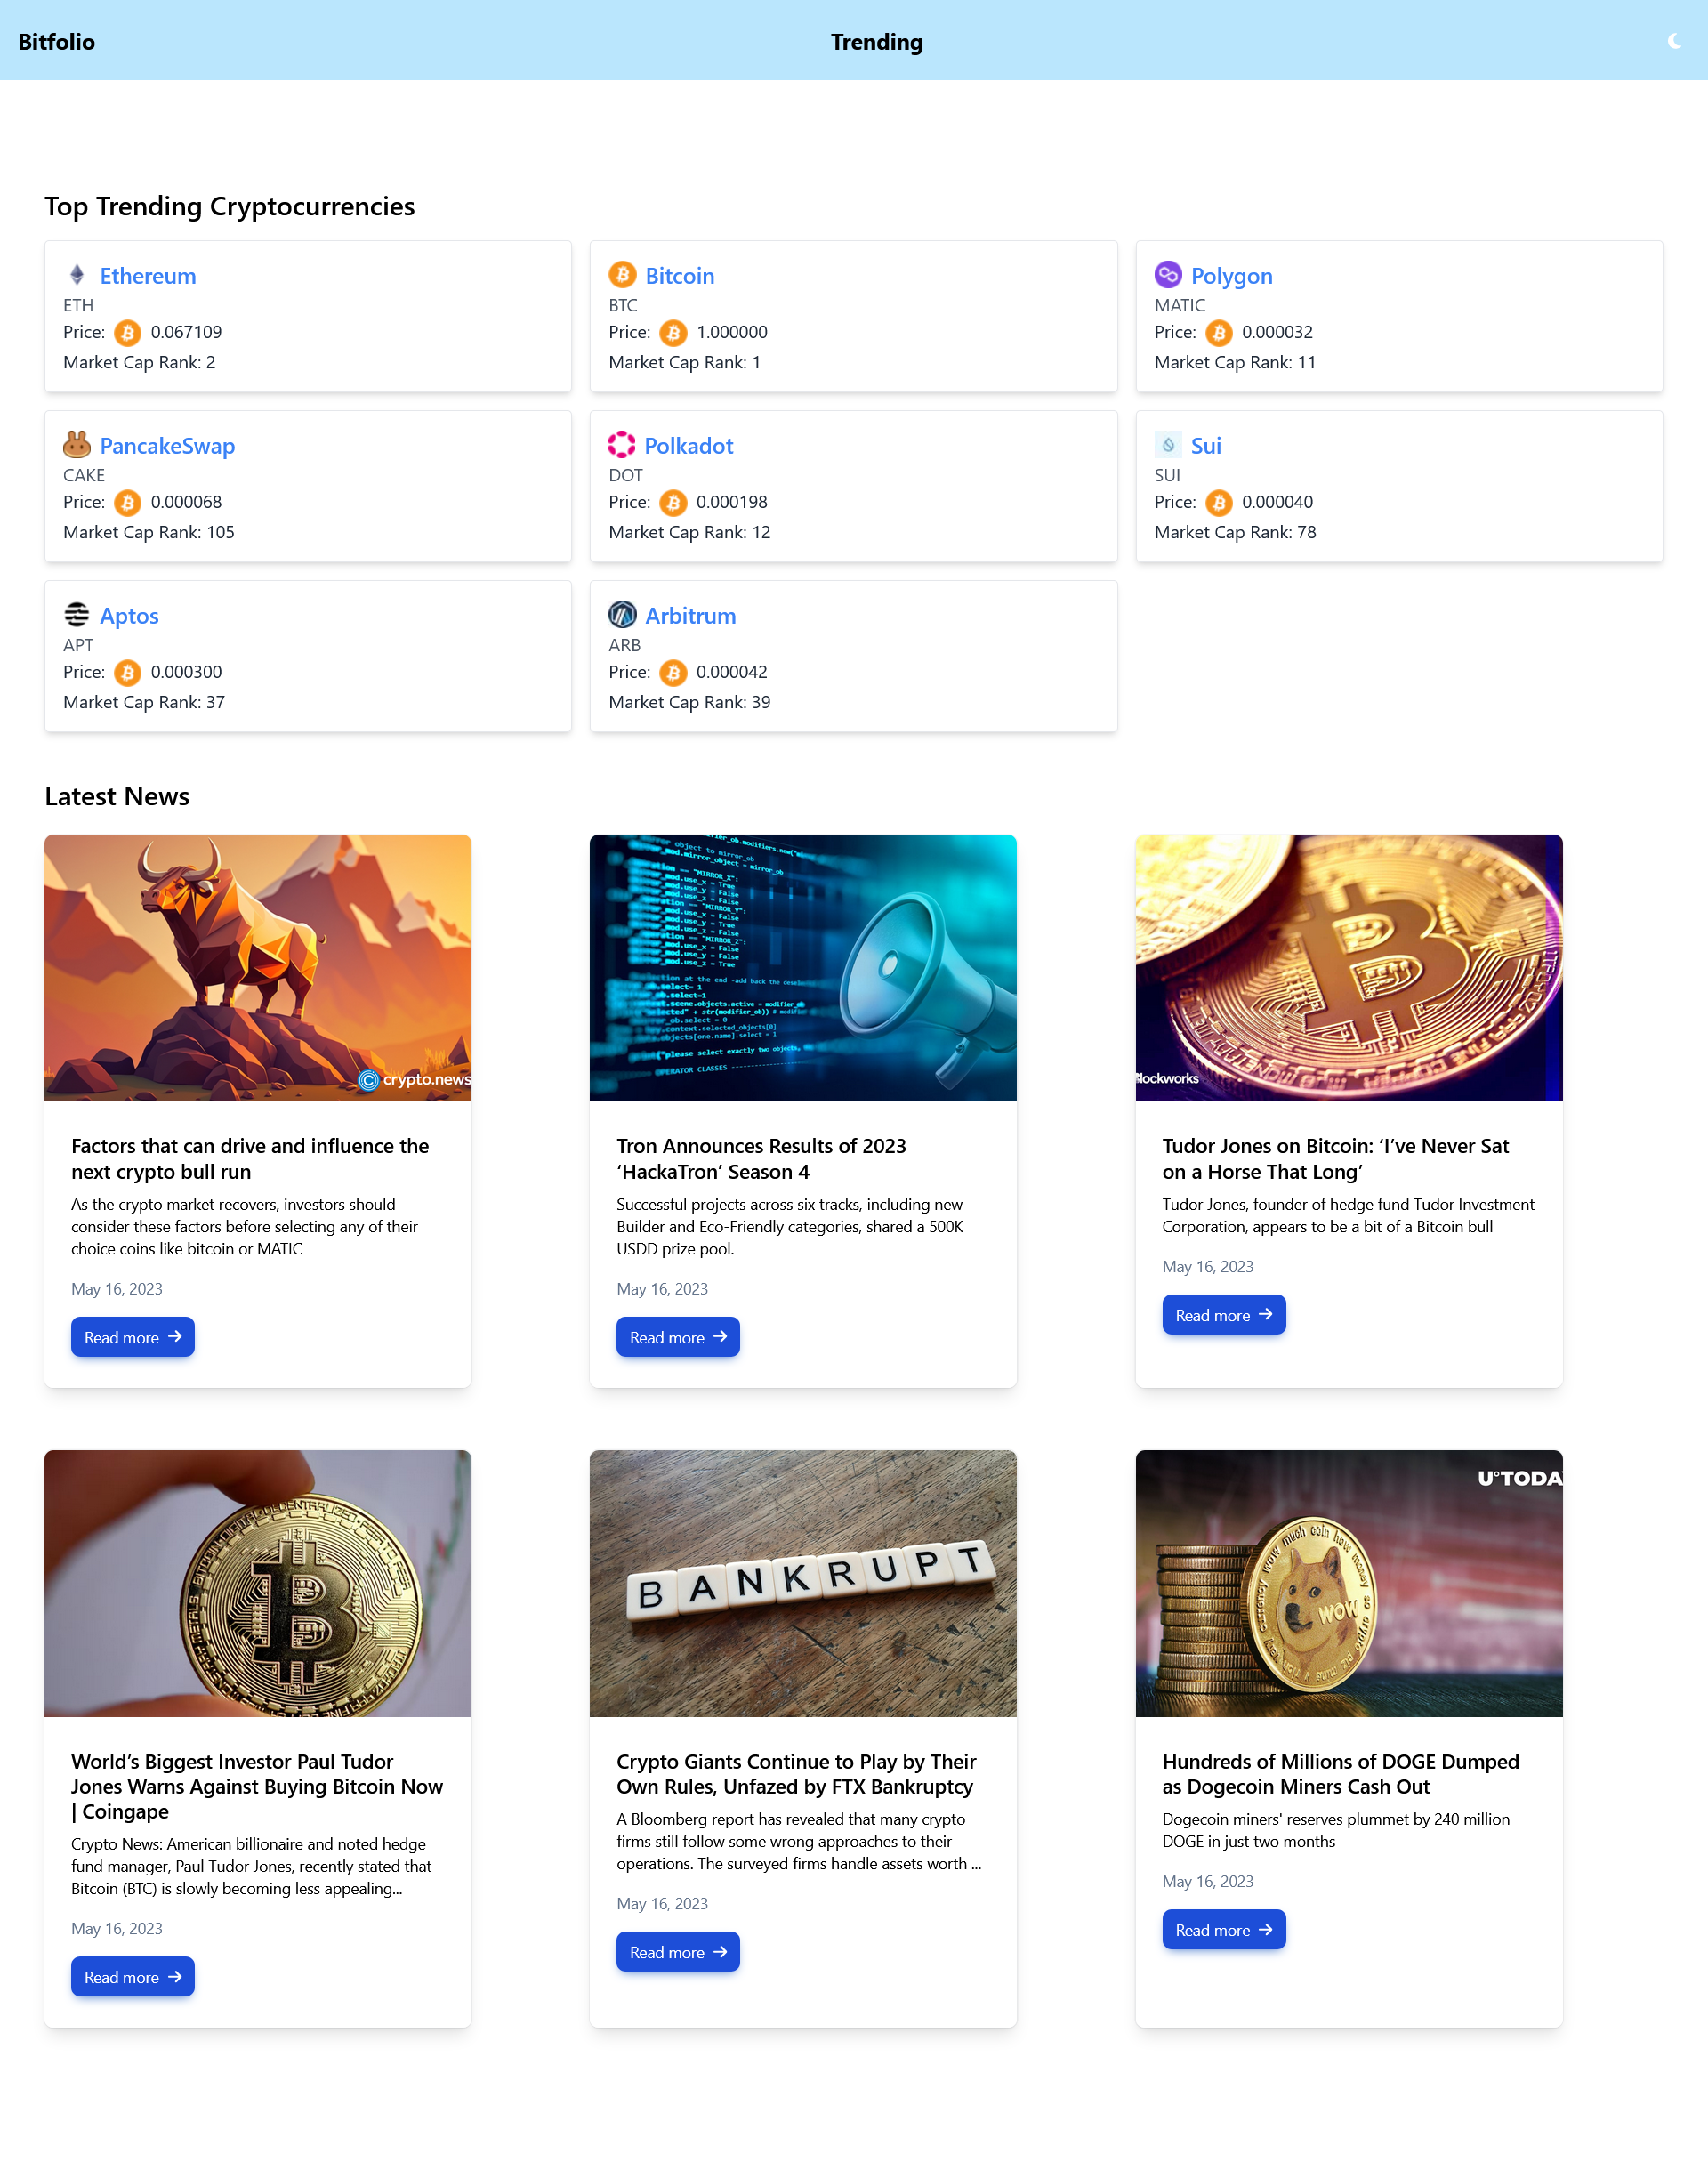 Bitfolio
Trending
Top Trending Cryptocurrencies
Ethereum
ETH
Price: 0.067109
Market Cap Rank: 2
Bitcoin
BTC
Price: 1.000000
Market Cap Rank: 1
Polygon
MATIC
Price: 0.000032
Market Cap Rank: 11
PancakeSwap
CAKE
Price: 0.000068
Market Cap Rank: 105
Polkadot
DOT
Price: 0.000198
Market Cap Rank: 12
Sui
SUI
Price: 0.000040
Market Cap Rank: 78
Aptos
APT
Price: 0.000300
Market Cap Rank: 37
Arbitrum
ARB
Price: 0.000042
Market Cap Rank: 39
Latest News
crypto.news
Factors that can drive and influence the
next crypto bull run
As the crypto market recovers, investors should
consider these factors before selecting any of their
choice coins like bitcoin or MATIC
May 16, 2023
Read more
Tron Announces Results of 2023
‘HackaTron’ Season 4
Successful projects across six tracks, including new
Builder and Eco-Friendly categories, shared a 500K
USDD prize pool.
May 16, 2023
Read more
Blockworks
Tudor Jones on Bitcoin: ‘I’ve Never Sat
on a Horse That Long’
Tudor Jones, founder of hedge fund Tudor Investment
Corporation, appears to be a bit of a Bitcoin bull
May 16, 2023
Read more
World’s Biggest Investor Paul Tudor
Jones Warns Against Buying Bitcoin Now
| Coingape
Crypto News: American billionaire and noted hedge
fund manager, Paul Tudor Jones, recently stated that
Bitcoin (BTC) is slowly becoming less appealing...
May 16, 2023
Read more
BANKRUPT
Crypto Giants Continue to Play by Their
Own Rules, Unfazed by FTX Bankruptcy
A Bloomberg report has revealed that many crypto
firms still follow some wrong approaches to their
operations. The surveyed firms handle assets worth ...
May 16, 2023
Read more
U°TODA
WOW
Hundreds of Millions of DOGE Dumped
as Dogecoin Miners Cash Out
Dogecoin miners' reserves plummet by 240 million
DOGE in just two months
May 16, 2023
Read more